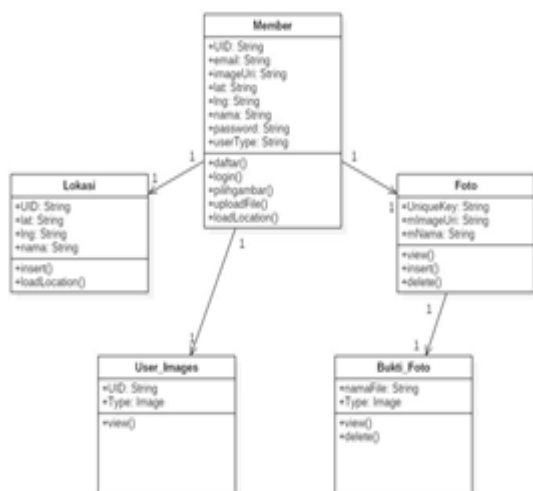 Member
+UID: String
+email: String
+imageUri: String
+lat: String
+lng: String
+nama: String
+password: String
+userType: String
+daftar()
+login()
+pilihgambar()
+uploadFile()
+loadLocation()
1
1
1
1
1
1
Lokasi
+UID: String
+lat: String
+lng: String
+nama: String
+insert()
+loadLocation()
Foto
+UniqueKey: String
+mImageUri: String
+mNama: String
+view()
+insert()
+delete()
1
1
User_Images
+UID: String
+Type: Image
+view()
Bukti_Foto
+namaFile: String
+Type: Image
+view()
+delete()